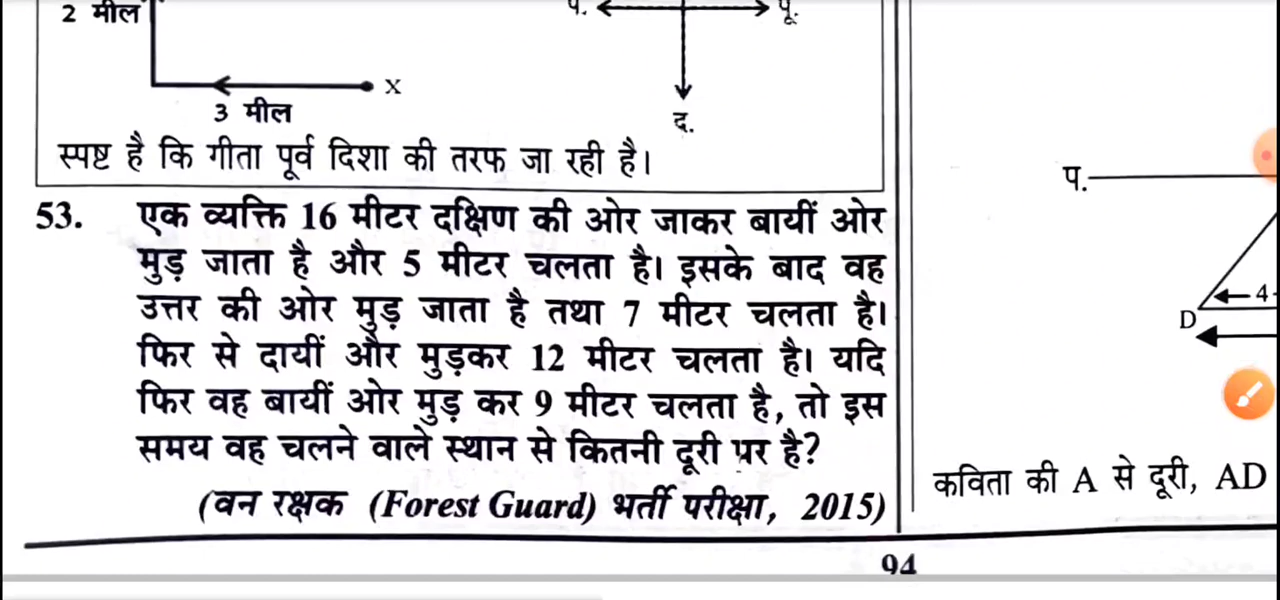 2 मील
प. पू.
X
3 मील
द.
स्पष्ट है कि गीता पूर्व दिशा की तरफ जा रही है।
53. एक व्यक्ति 16 मीटर दक्षिण की ओर जाकर बायीं ओर
मुड़ जाता है और 5 मीटर चलता है। इसके बाद वह
उत्तर की ओर मुड़ जाता है तथा 7 मीटर चलता है।
फिर से दायीं और मुड़कर 12 मीटर चलता है। यदि
फिर वह बायीं ओर मुड़ कर 9 मीटर चलता है, तो इस
समय वह चलने वाले स्थान से कितनी दूरी पर है?
(वन रक्षक (Forest Guard) भर्ती परीक्षा, 2015)
94
प.
4
D
कविता की A से दूरी, AD